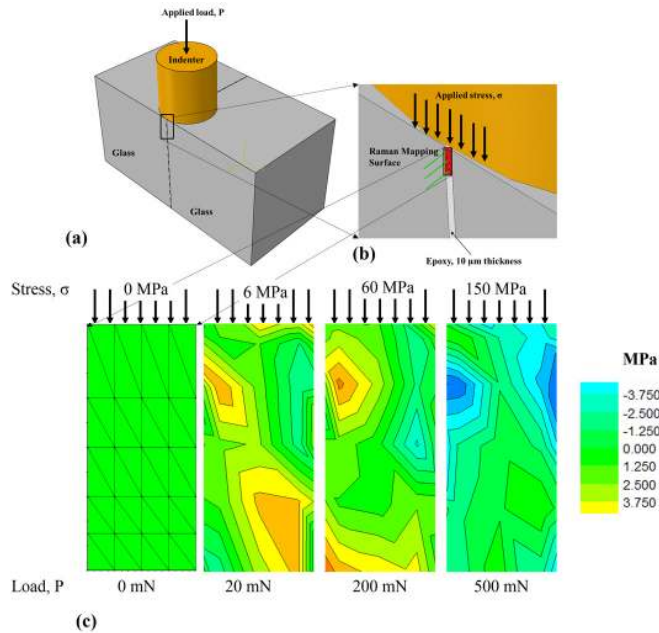 Applied load, P
Indenter
Glass
Glass
(a)
Applied stress, σ
Raman Mapping
Surface
(b)
Epoxy, 10 μm thickness
Stress, σ
0 MPa
6 MPa
60 MPa
150 MPa
MPa
-3.750
-2.500
-1.250
0.000
1.250
2.500
3.750
Load, P
0 mN
20 mN
200 mN
500 mN
(c)